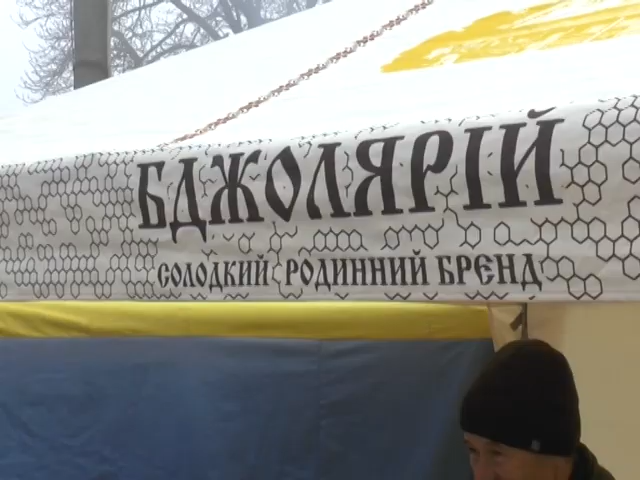 БДЖОЛЯРІЙ
СОЛОДКИЙ РОДИННИЙ БРЕНД